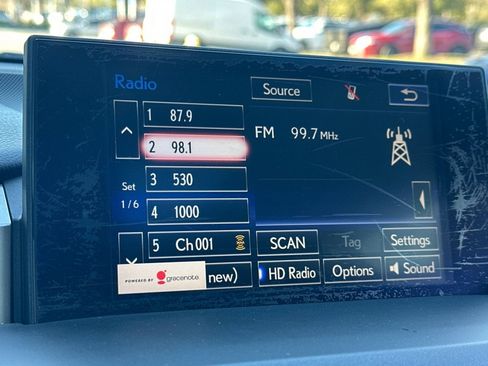 Radio
Source
1 87.9
2 98.1
FM 99.7 MHz
3 530
Set
1/6
4 1000
5 Ch 001
SCAN
Tag
Settings
POWERED BY gracenote.
new)
HD Radio
Options
Sound